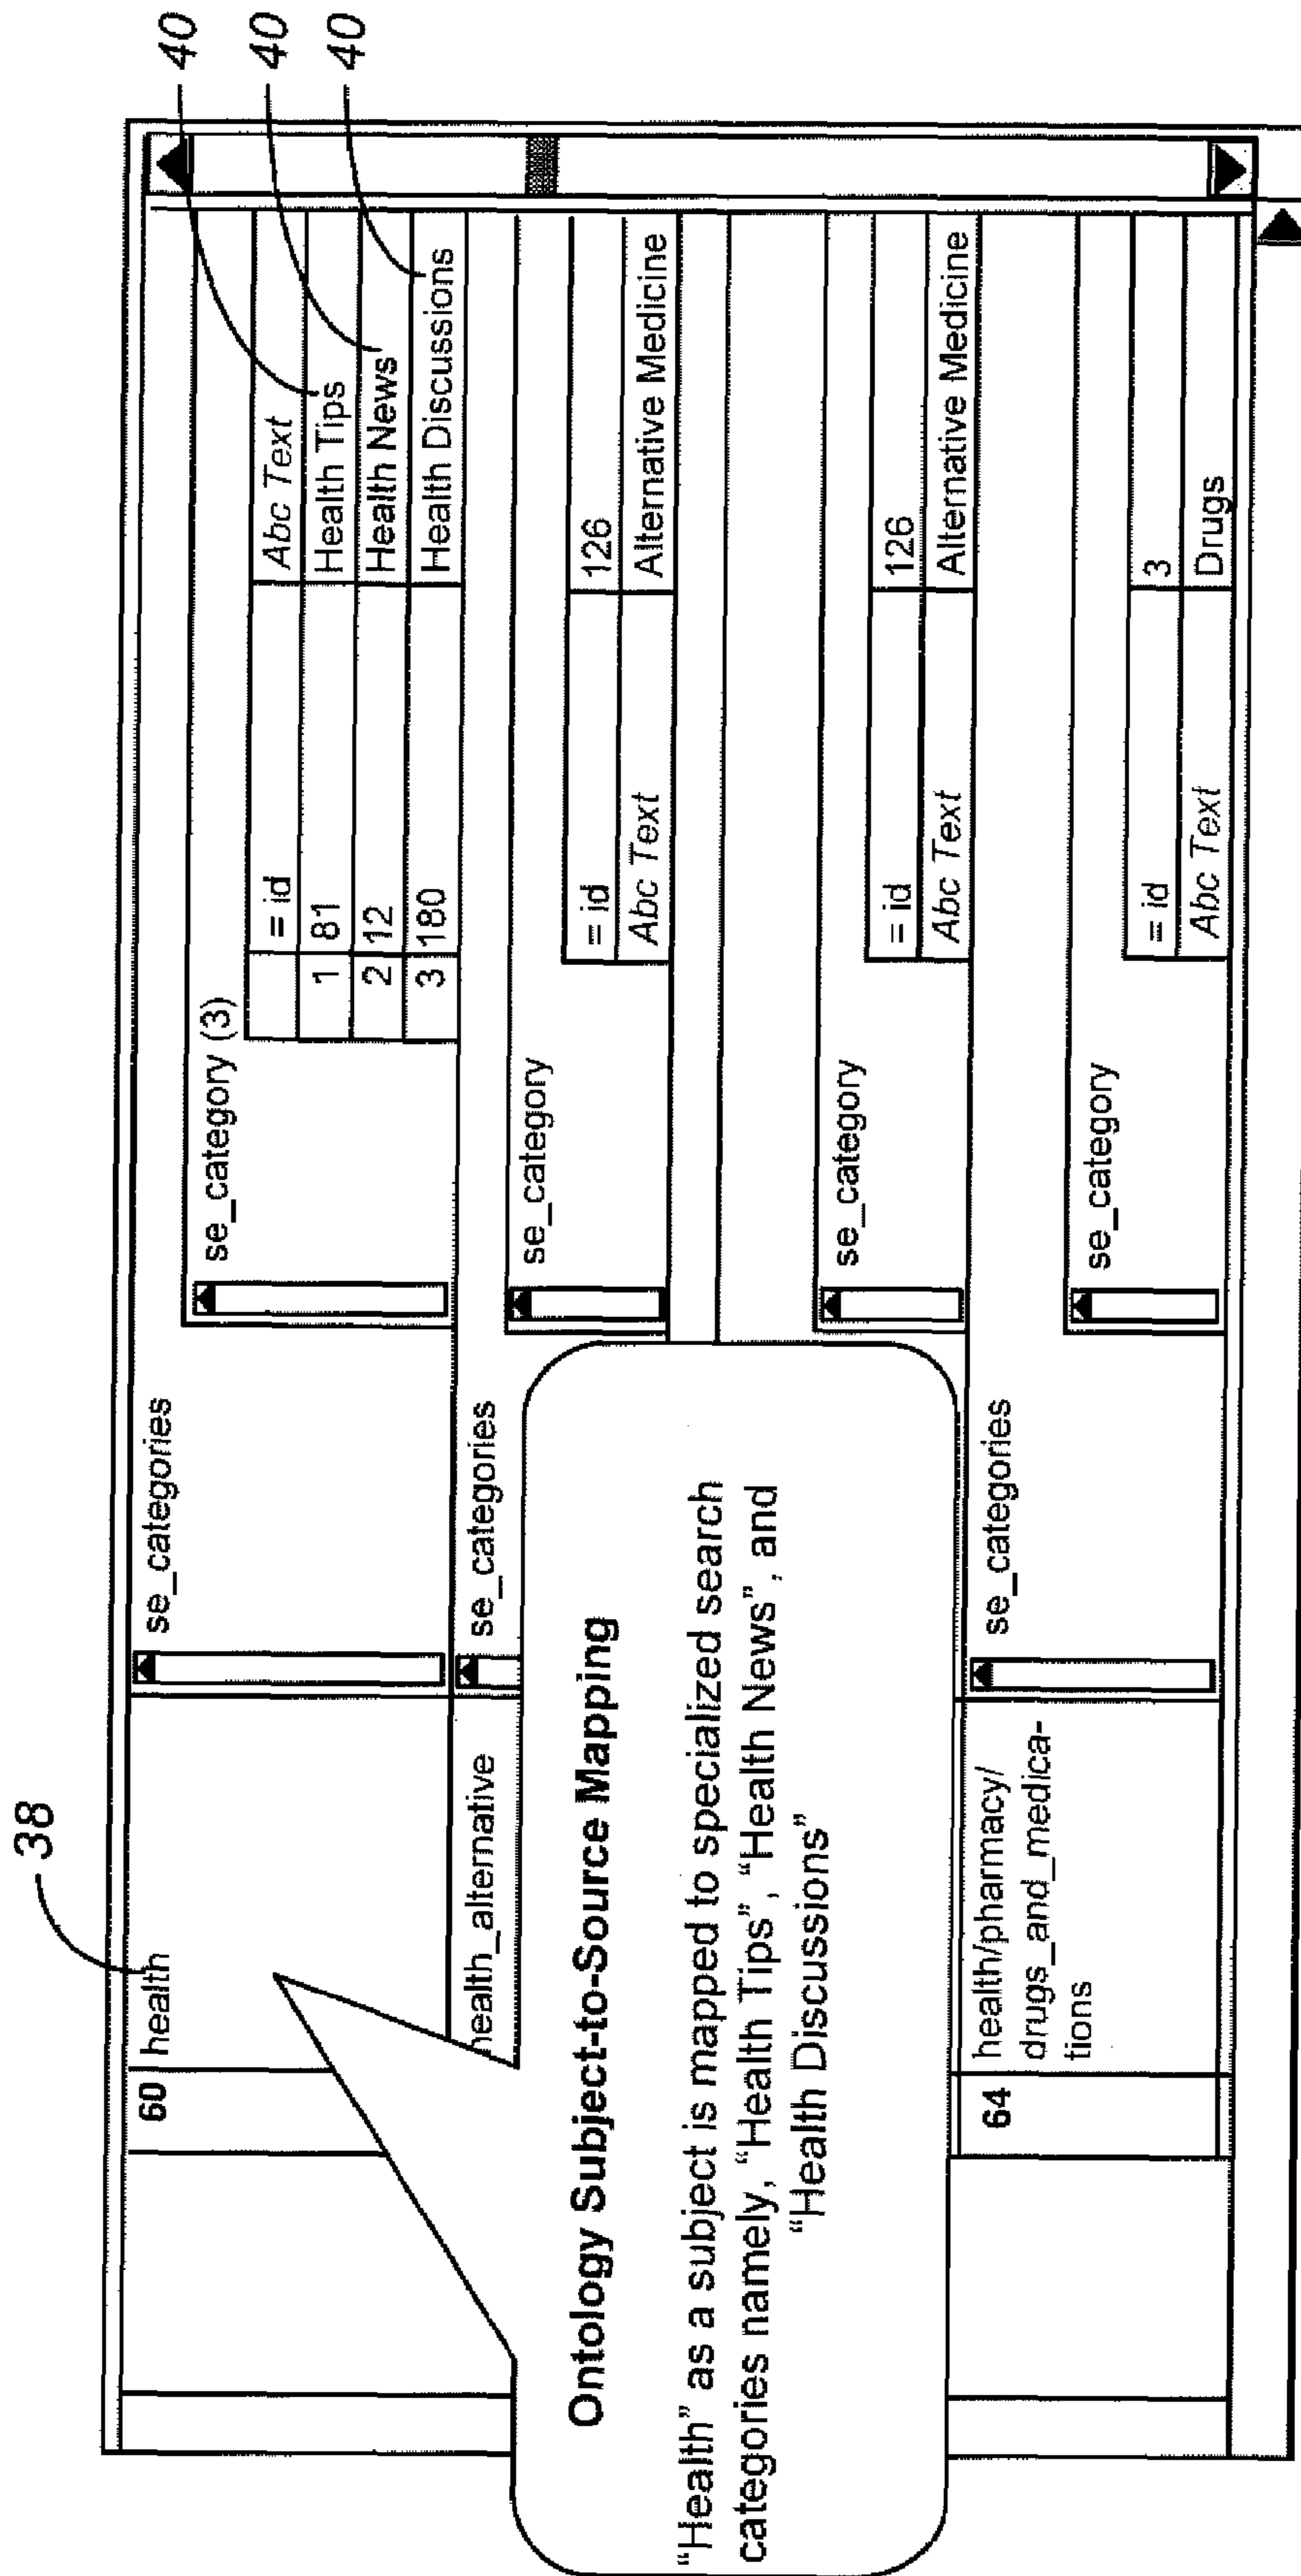 38
40
40
40
60 health
se_categories
se_category (3)
= id Abc Text
1 81 Health Tips
2 12 Health News
3 180 Health Discussions
health_alternative
se_categories
se_category
= id 126
Abc Text Alternative Medicine
Ontology Subject-to-Source Mapping
"Health" as a subject is mapped to specialized search
categories namely, "Health Tips", "Health News", and
"Health Discussions"
se_category
= id 126
Abc Text Alternative Medicine
64 health/pharmacy/
drugs_and_medica-
tions
se_categories
se_category
= id 3
Abc Text Drugs